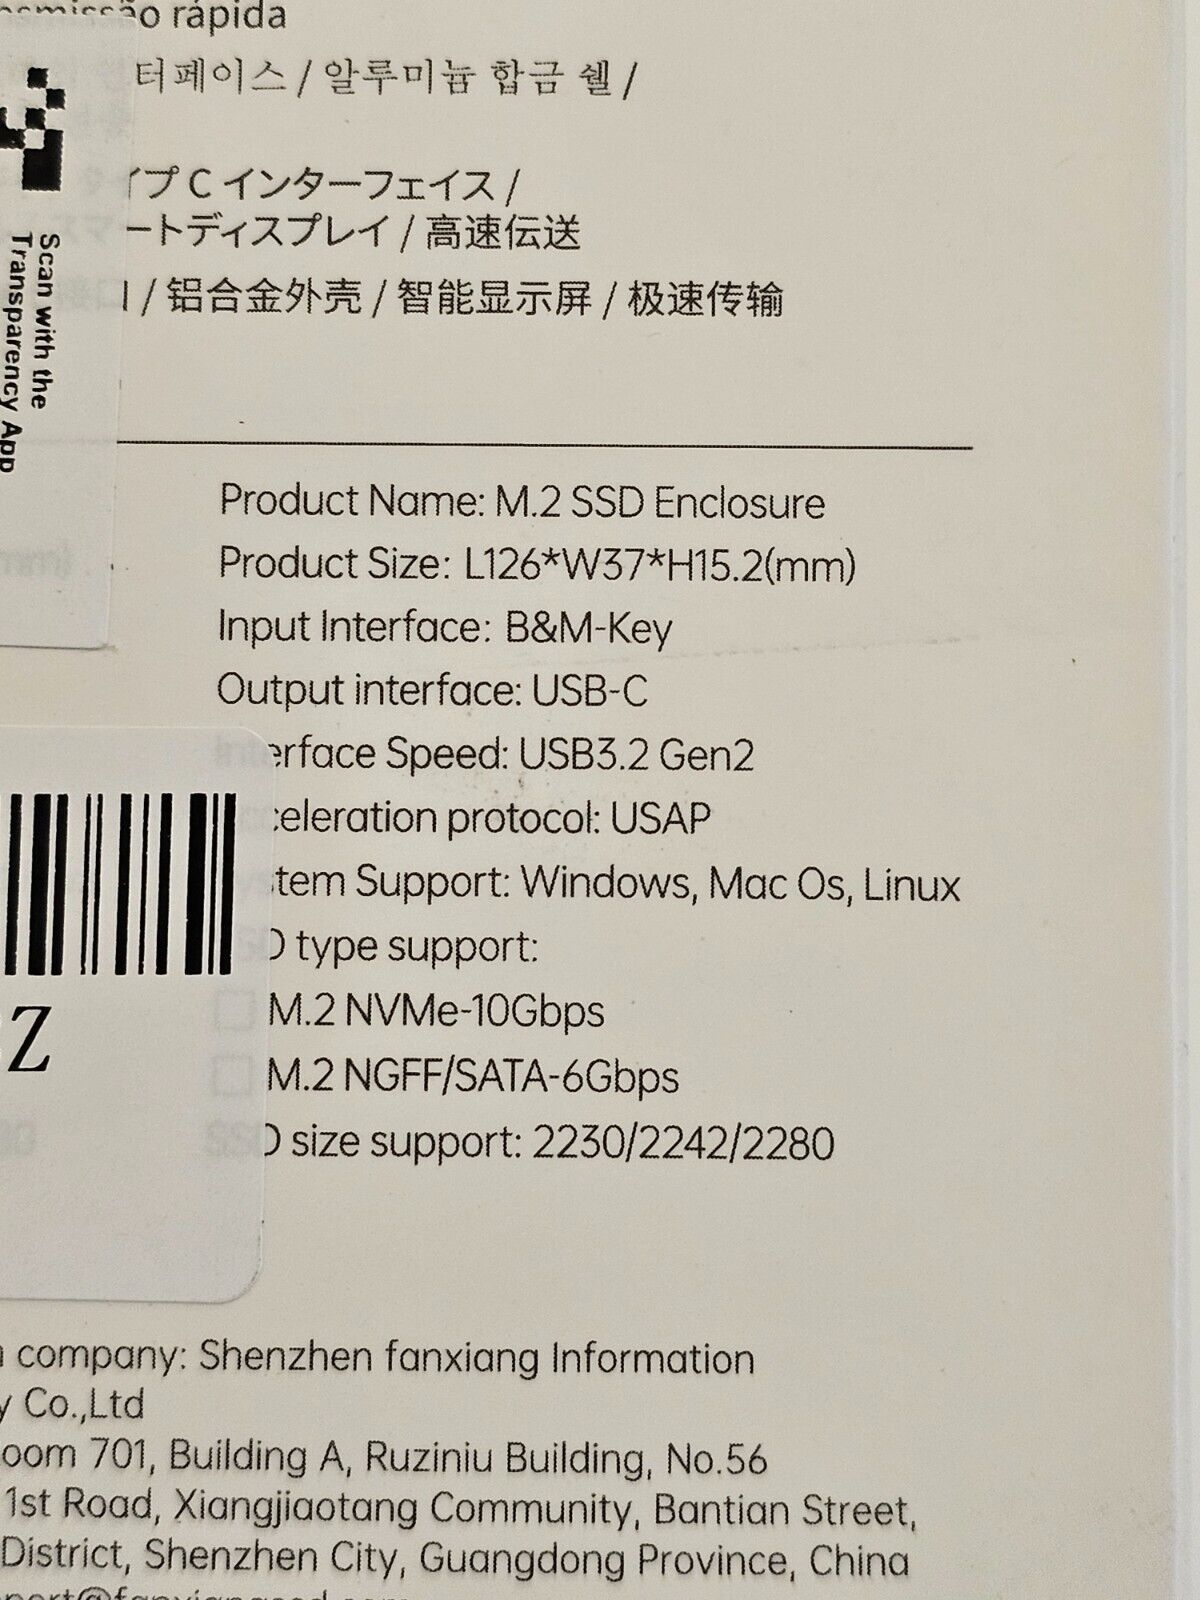 rápida
터페이스 / 알루미늄 합금 쉘 /
プ C インターフェイス /
ートディスプレイ / 高速伝送
/ 铝合金外壳 / 智能显示屏 / 极速传输
Scan with the
Transparency App
Product Name: M.2 SSD Enclosure
Product Size: L126*W37*H15.2(mm)
Input Interface: B&M-Key
Output interface: USB-C
erface Speed: USB3.2 Gen2
celeration protocol: USAP
stem Support: Windows, Mac Os, Linux
D type support:
M.2 NVMe-10Gbps
M.2 NGFF/SATA-6Gbps
D size support: 2230/2242/2280
Z
company: Shenzhen fanxiang Information
y Co.,Ltd
oom 701, Building A, Ruziniu Building, No.56
1st Road, Xiangjiaotang Community, Bantian Street,
District, Shenzhen City, Guangdong Province, China